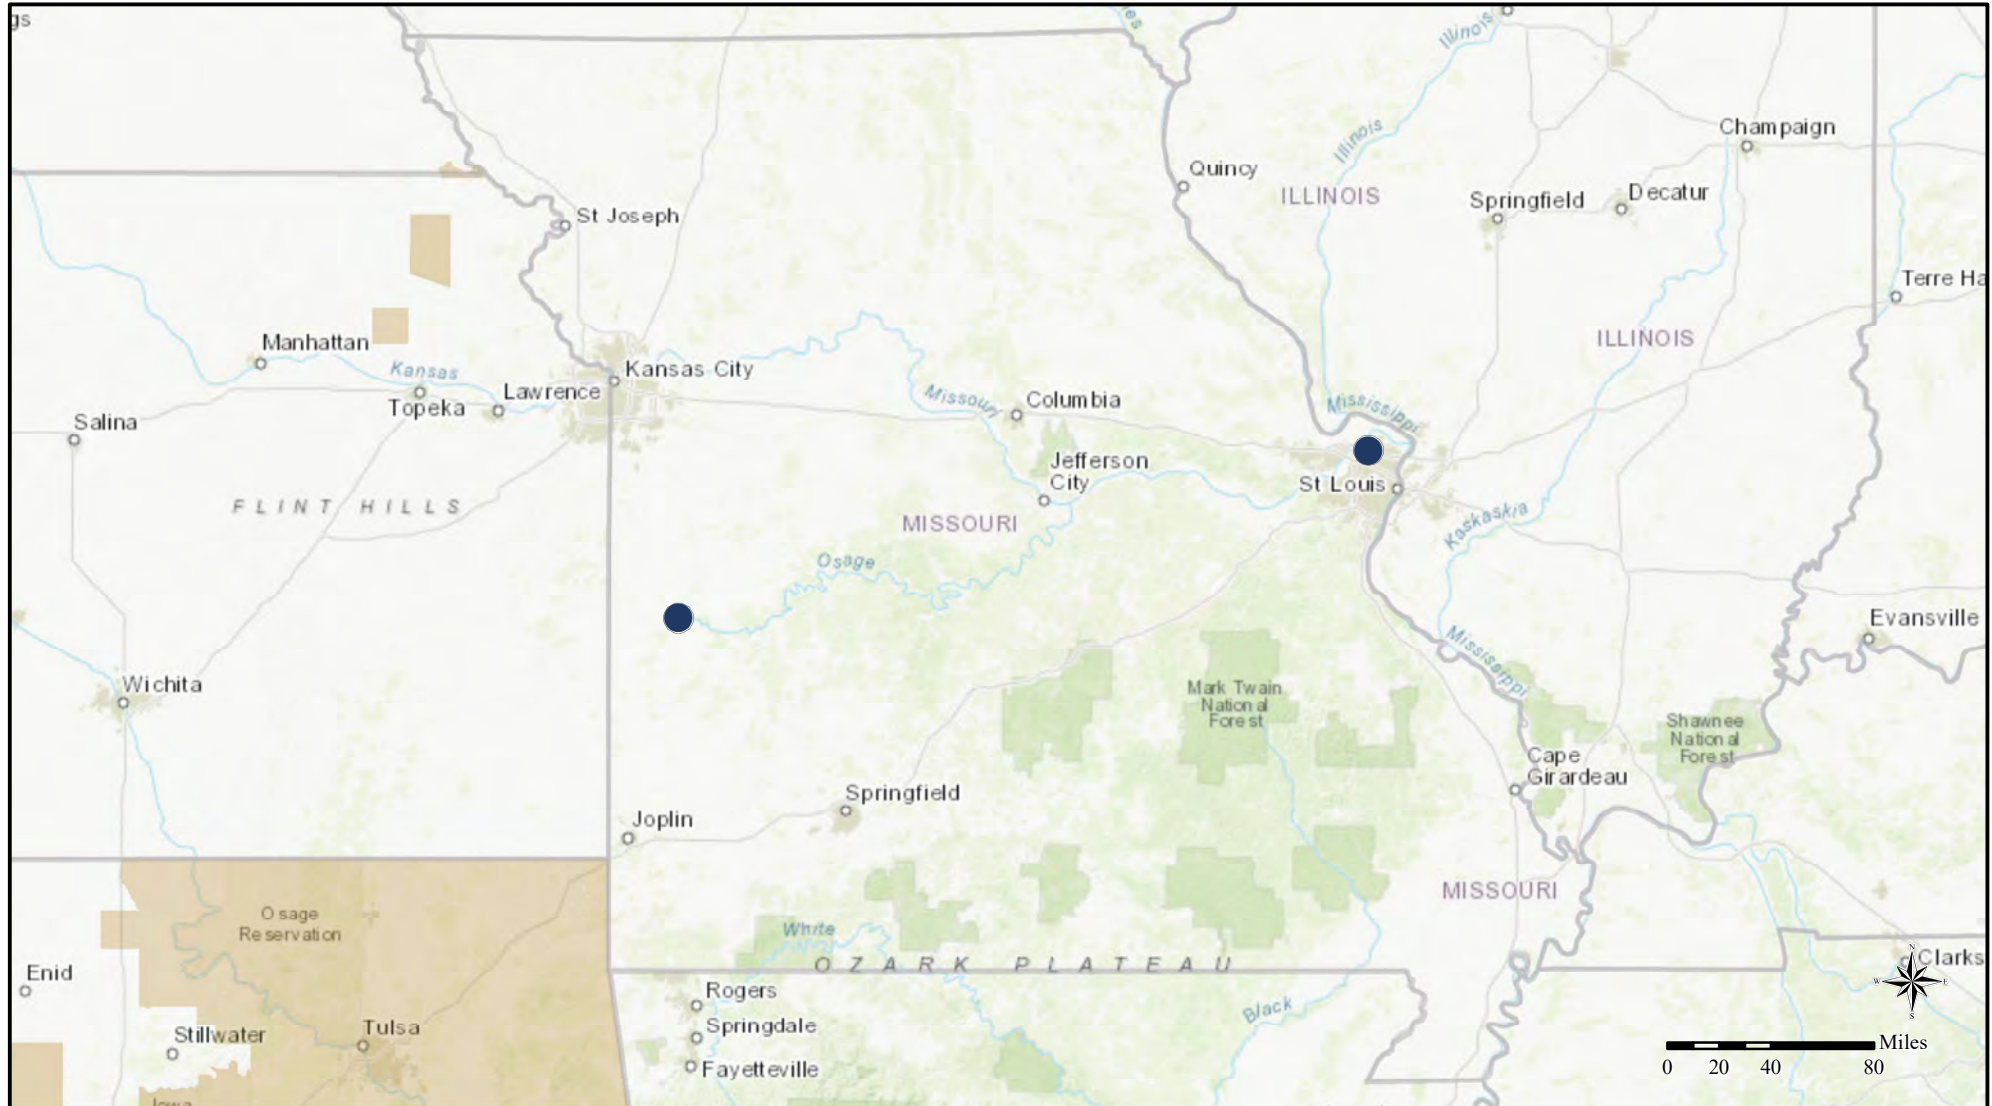 gs
Illinois
Champaign
Illinois
Quincy
ILLINOIS
Springfield
Decatur
St Joseph
Terre Ha
ILLINOIS
Manhattan
Kansas
Kansas City
Lawrence
Topeka
Missouri
Columbia
Mississippi
Salina
Jefferson
City
St Louis
FLINT HILLS
MISSOURI
Kaskaskia
Osage
Evansville
Mississippi
Wichita
Mark Twain
National
Forest
Shawnee
National
Forest
Cape
Girardeau
Springfield
Joplin
MISSOURI
Osage
Reservation
White
OZARK PLATEAU
Enid
Clarks
N
W
E
S
Rogers
Black
Springdale
Stillwater
Tulsa
Fayetteville
Miles
0 20 40 80